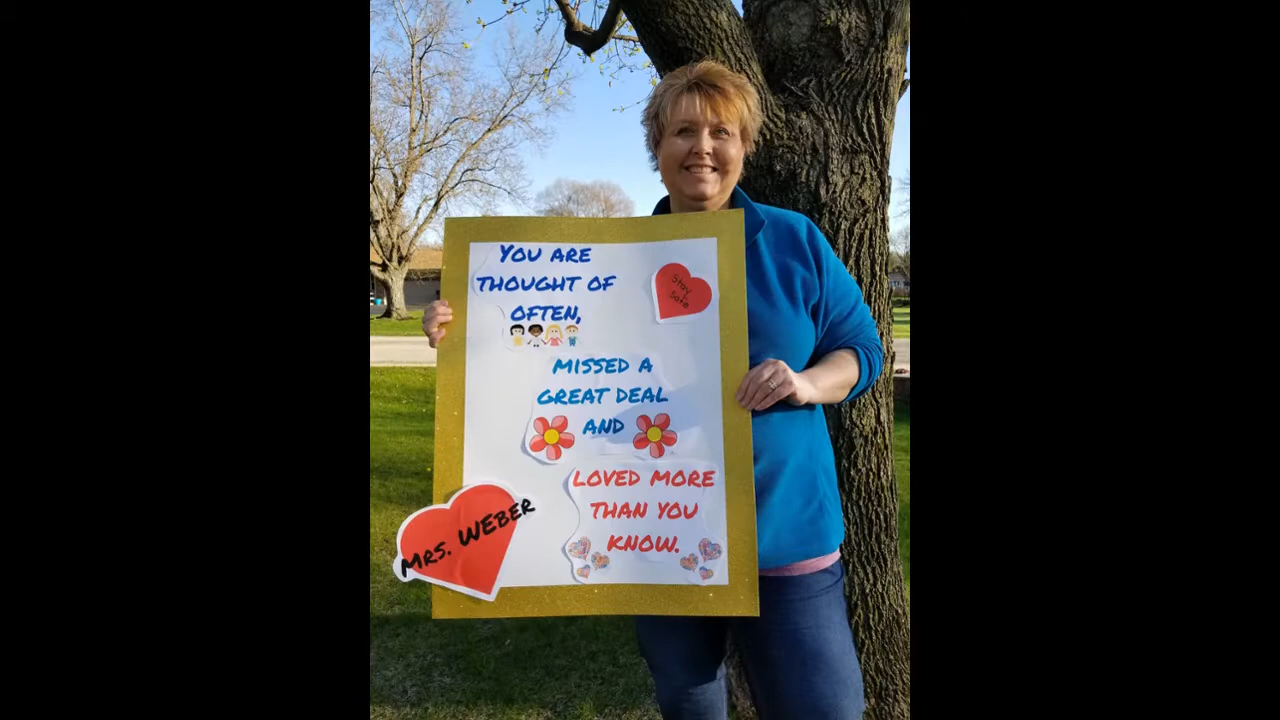 YOU ARE
THOUGHT OF
OFTEN,
Stay
Safe
MISSED A
GREAT DEAL
AND
LOVED MORE
THAN YOU
KNOW.
MRS. WEBER